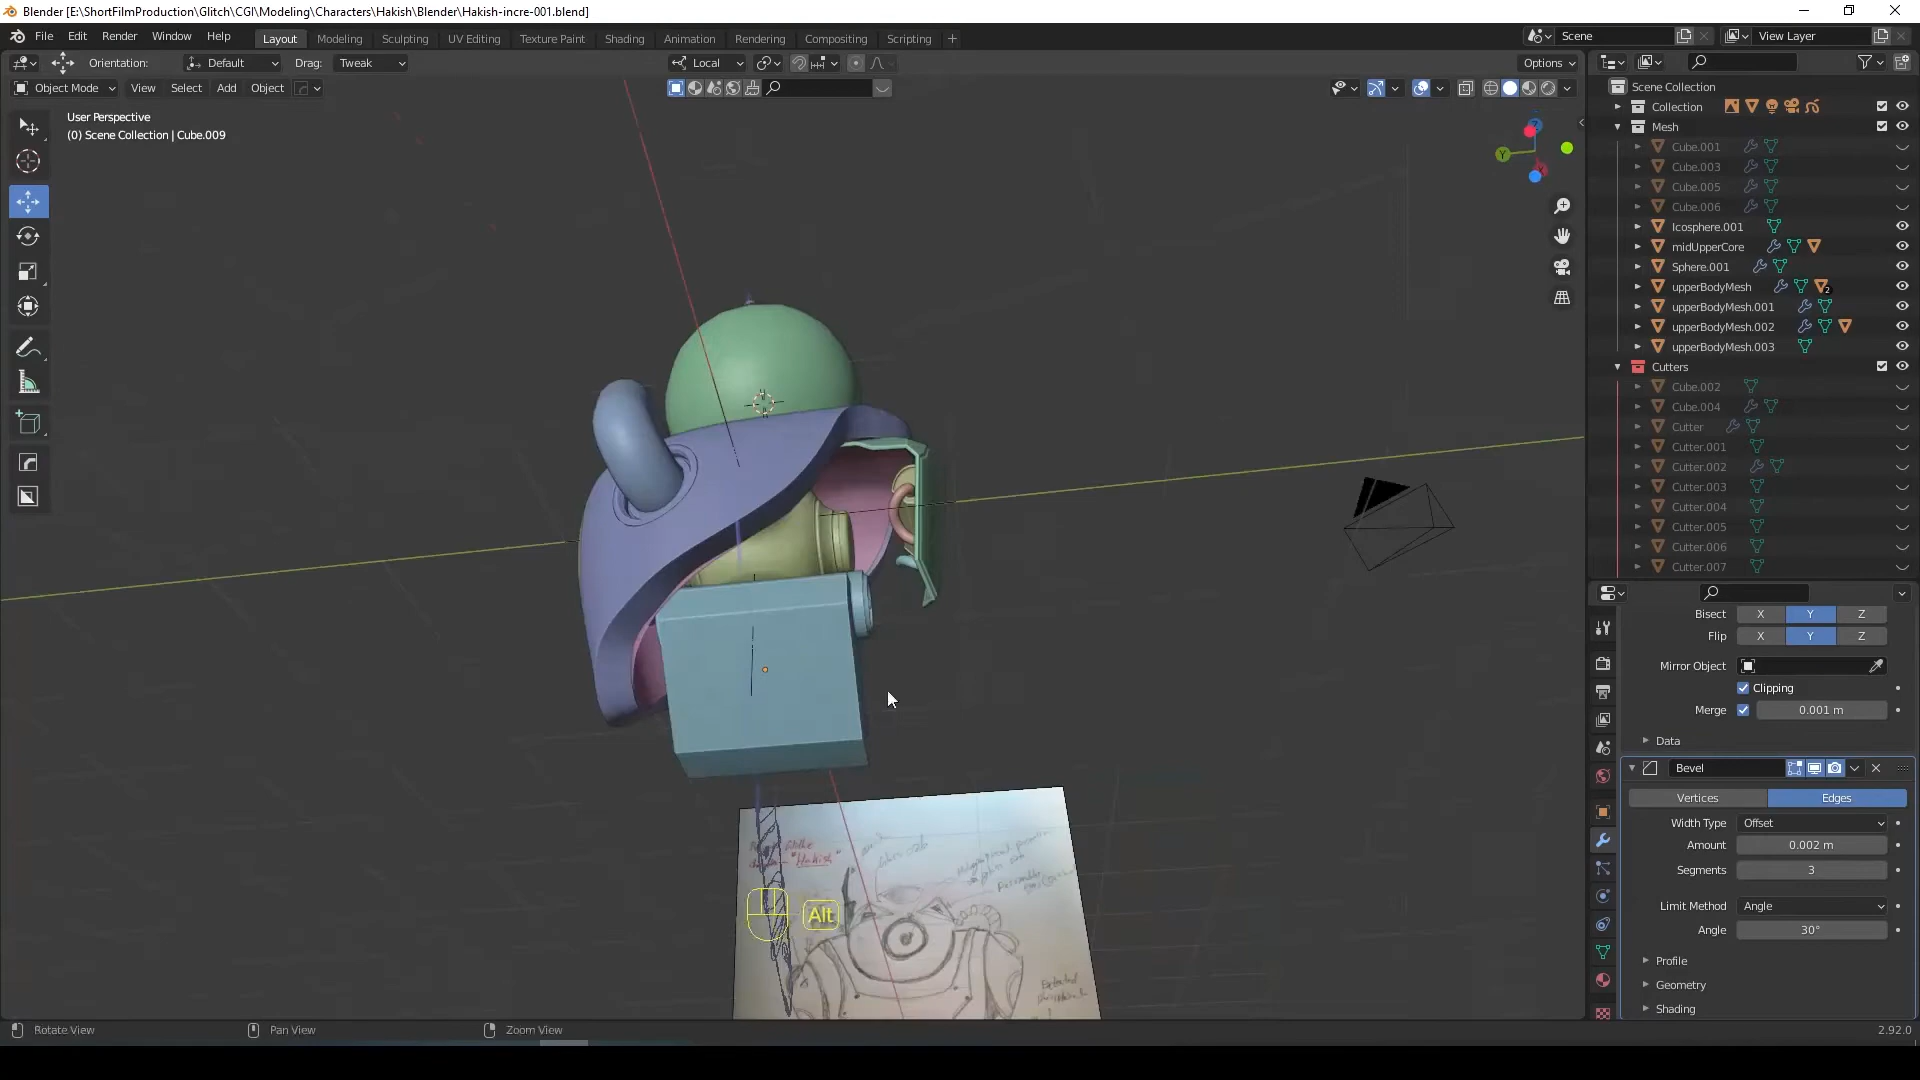 Blender [E:\ShortFilmProduction\Glitch\CGI\Modeling\Characters\Hakish\Blender\Hakish-incre-001.blend]
File Edit Render Window Help Layout Modeling Sculpting UV Editing Texture Paint Shading Animation Rendering Compositing Scripting + Scene View Layer
Orientation: Default Drag: Tweak Local Options
Object Mode View Select Add Object
User Perspective
(0) Scene Collection | Cube.009
Z
Y
X
Scene Collection
Collection
Mesh
Cube.001
Cube.003
Cube.005
Cube.006
Icosphere.001
midUpperCore
Sphere.001
upperBodyMesh 2
upperBodyMesh.001
upperBodyMesh.002
upperBodyMesh.003
Cutters
Cube.002
Cube.004
Cutter
Cutter.001
Cutter.002
Cutter.003
Cutter.004
Cutter.005
Cutter.006
Cutter.007
Bisect X Y Z
Flip X Y Z
Mirror Object
Clipping
Merge 0.001 m
Data
Bevel
Vertices Edges
Width Type Offset
Amount 0.002 m
Segments 3
Limit Method Angle
Angle 30°
Profile
Geometry
Shading
"Hakish"
Alt
Rotate View Pan View Zoom View 2.92.0